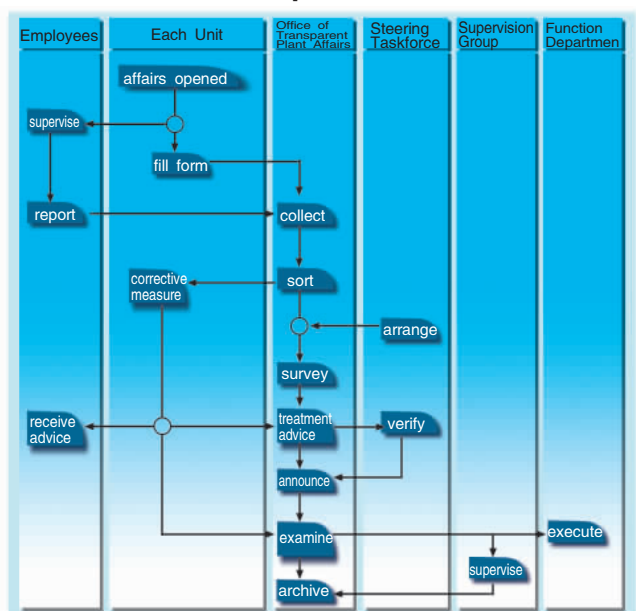 Employees
Each Unit
Office of
Transparent
Plant Affairs
Steering
Taskforce
Supervision
Group
Function
Departmen
affairs opened
supervise
fill form
report
collect
corrective
measure
sort
arrange
survey
receive
advice
treatment
advice
verify
announce
examine
execute
supervise
archive